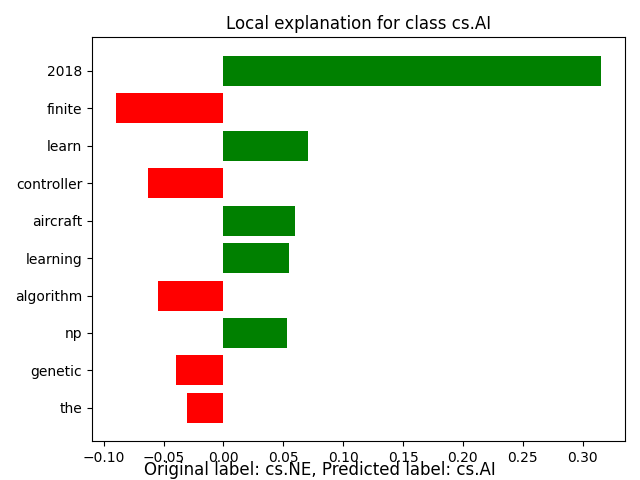 Local explanation for class cs.AI
2018
finite
learn
controller
aircraft
learning
algorithm
np
genetic
the
−0.10 −0.05 0.00 0.05 0.10 0.15 0.20 0.25 0.30
Original label: cs.NE, Predicted label: cs.AI